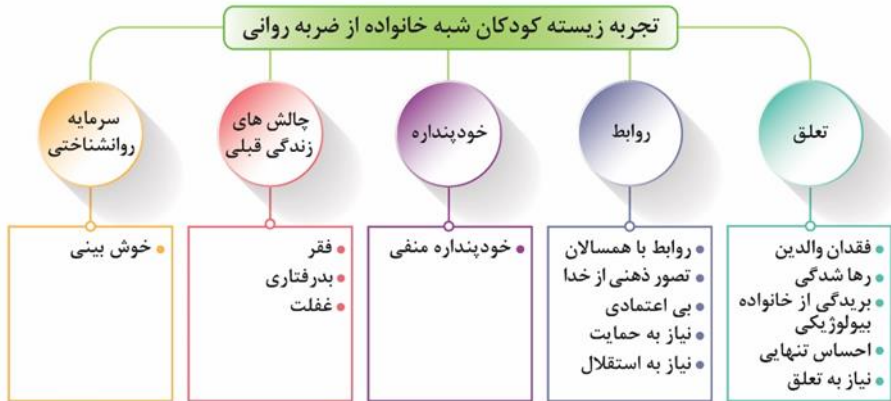 تجربه زیسته کودکان شبه خانواده از ضربه روانی
تعلق
روابط
خودپنداره
چالش های
زندگی قبلی
سرمایه
روانشناختی
فقدان والدین
رها شدگی
بریدگی از خانواده
بیولوژیکی
احساس تنهایی
نیاز به تعلق
روابط با همسالان
تصور ذهنی از خدا
بی اعتمادی
نیاز به حمایت
نیاز به استقلال
خودپنداره منفی
فقر
بدرفتاری
غفلت
خوش بینی